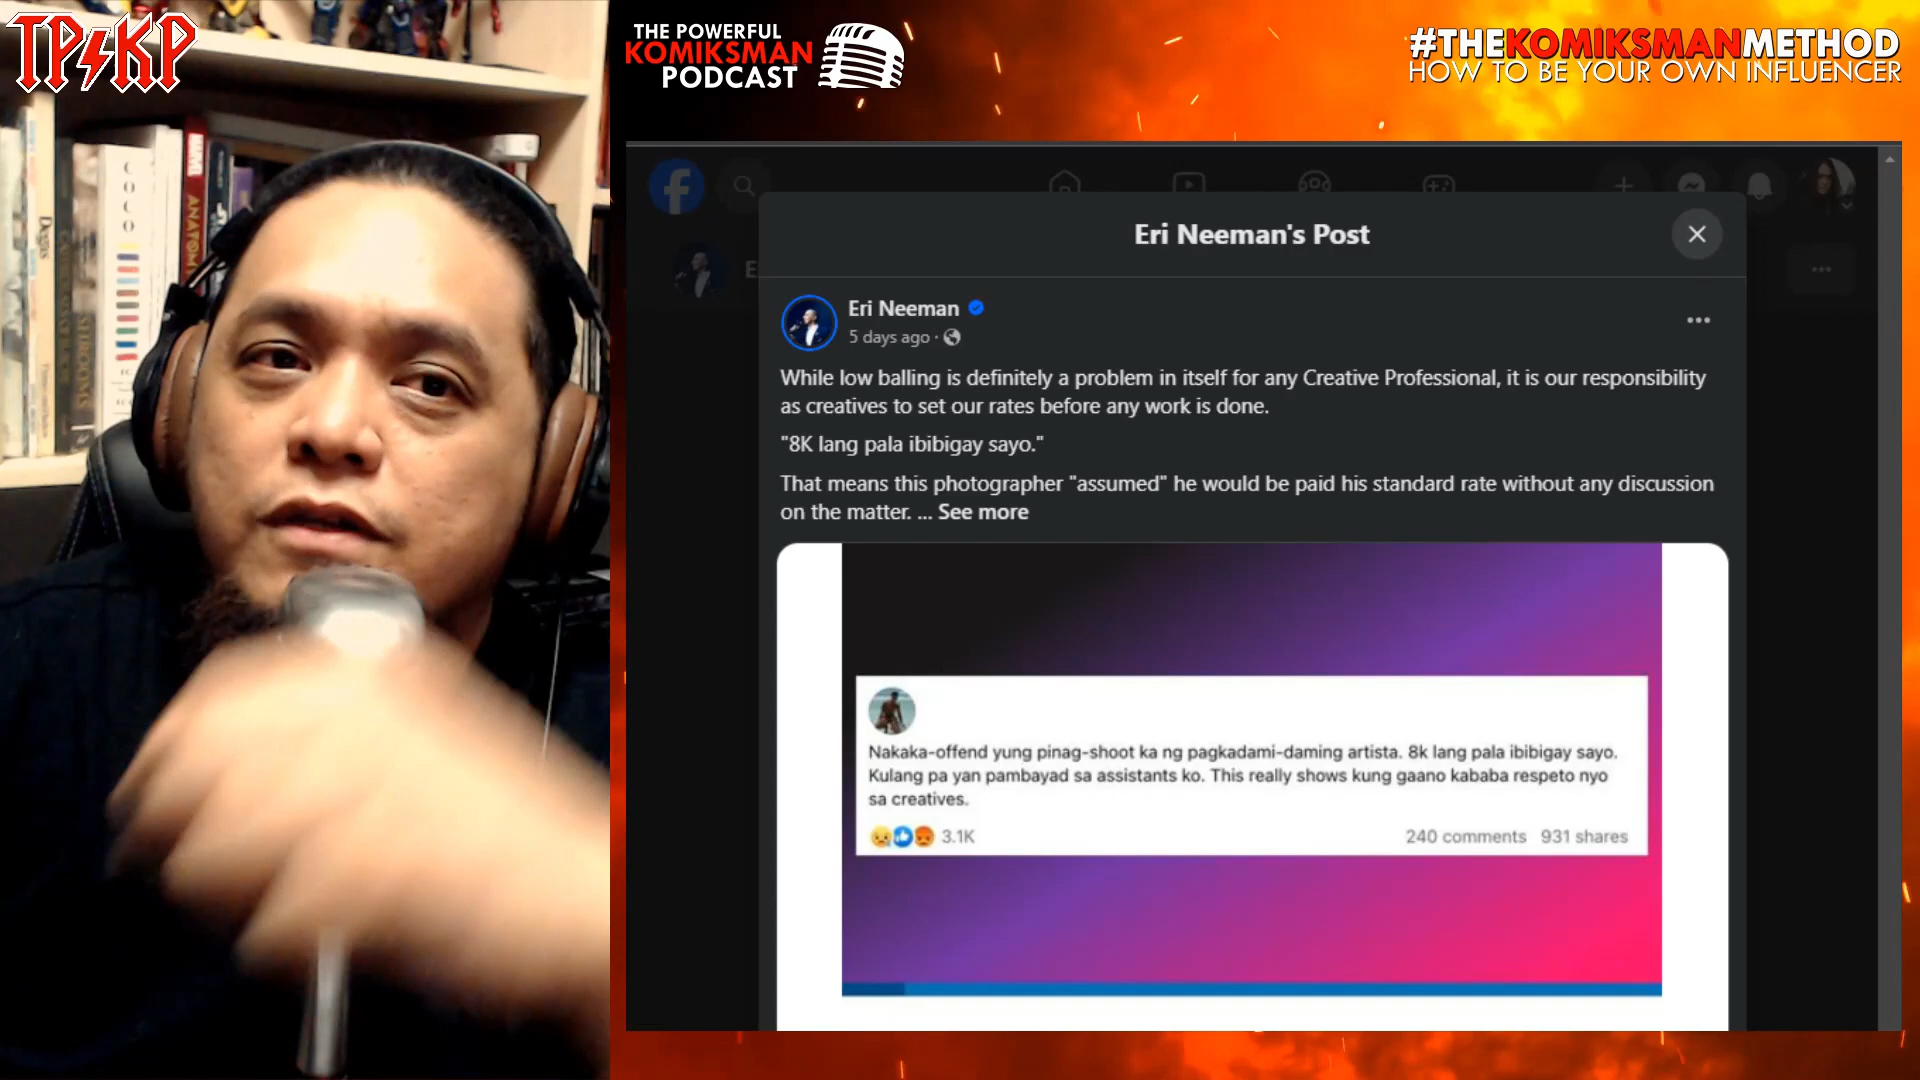 TPKP
THE POWERFUL
KOMIKSMAN
PODCAST
#THEKOMIKSMANMETHOD
HOW TO BE YOUR OWN INFLUENCER
COCO
MARVEL
ANATOMY
Eri Neeman's Post
Eri Neeman
5 days ago ·
While low balling is definitely a problem in itself for any Creative Professional, it is our responsibility
as creatives to set our rates before any work is done.
"8K lang pala ibibigay sayo."
That means this photographer "assumed" he would be paid his standard rate without any discussion
on the matter. ... See more
Nakaka-offend yung pinag-shoot ka ng pagkadami-daming artista. 8k lang pala ibibigay sayo.
Kulang pa yan pambayad sa assistants ko. This really shows kung gaano kababa respeto nyo
sa creatives.
3.1K
240 comments 931 shares